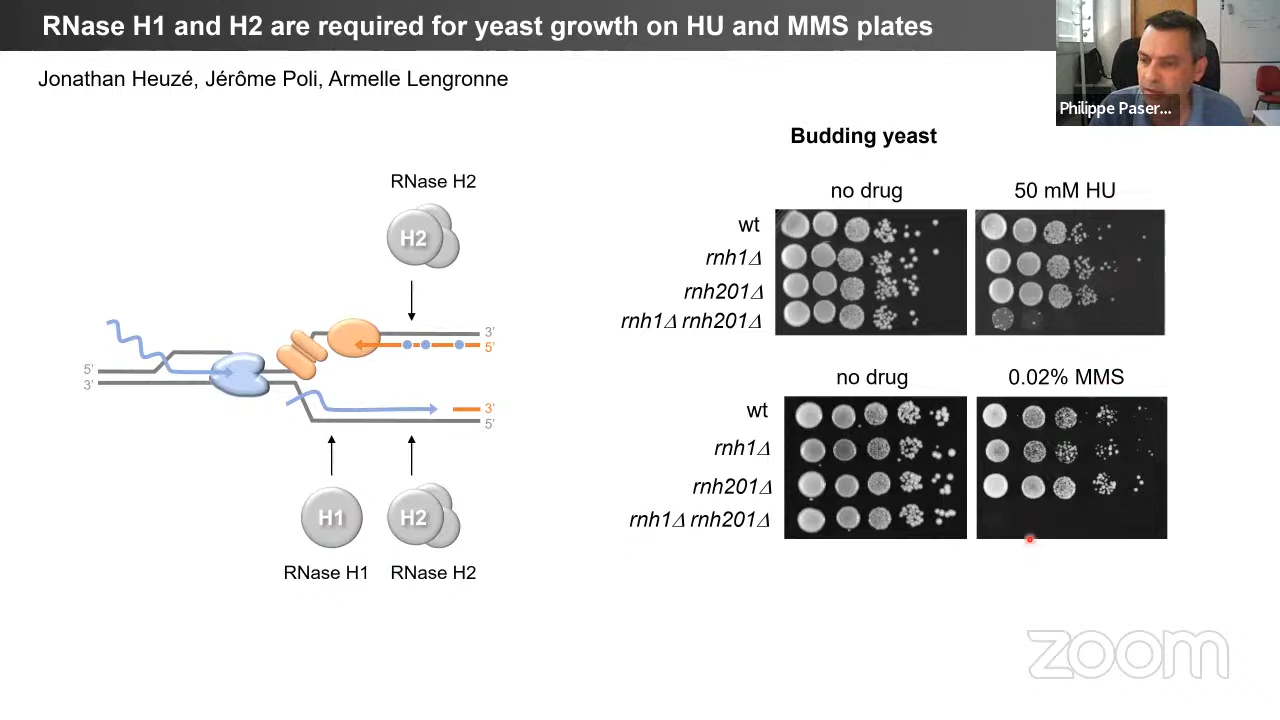 RNase H1 and H2 are required for yeast growth on HU and MMS plates
Philippe Paser...
Jonathan Heuzé, Jérôme Poli, Armelle Lengronne
RNase H2
H2
3'
5'
5'
3'
3'
5'
H1
H2
RNase H1
RNase H2
Budding yeast
no drug
50 mM HU
wt
rnh1Δ
rnh201Δ
rnh1Δ rnh201Δ
no drug
0.02% MMS
wt
rnh1Δ
rnh201Δ
rnh1Δ rnh201Δ
zoom